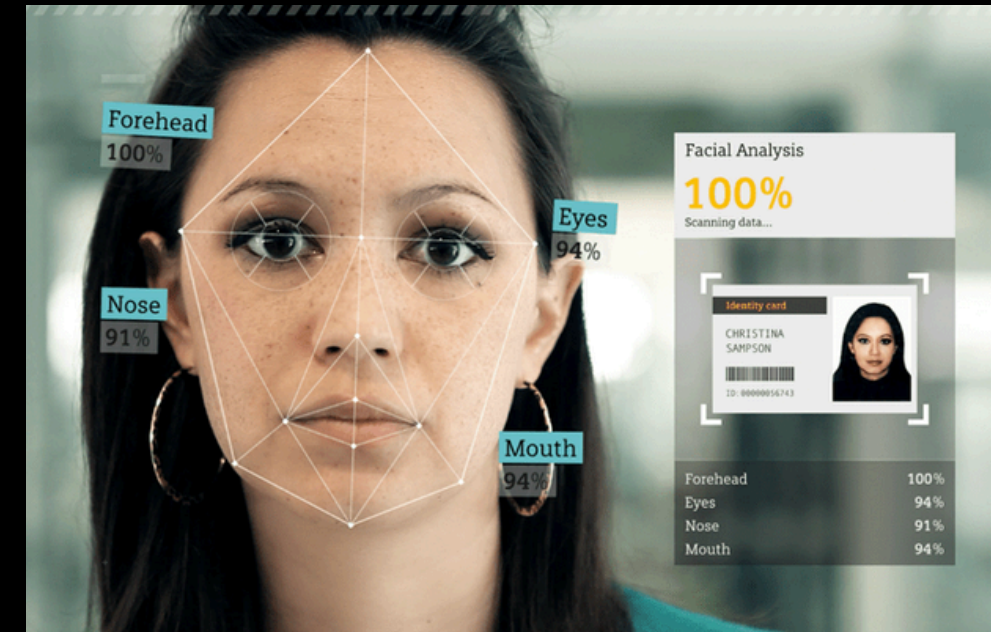 Forehead
100%
Eyes
94%
Nose
91%
Mouth
94%
Facial Analysis
100%
Scanning data...
Identity card
CHRISTINA
SAMPSON
ID: 00000056743
Forehead 100%
Eyes 94%
Nose 91%
Mouth 94%